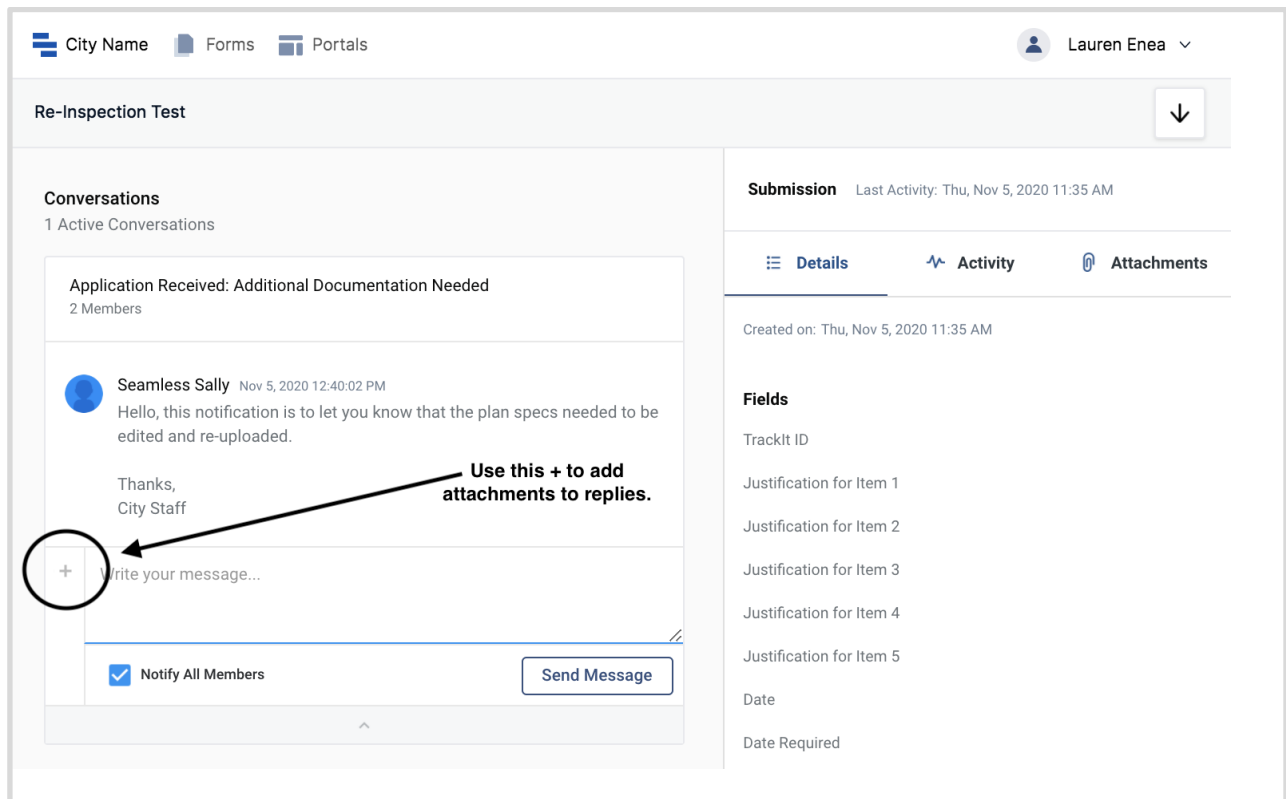 City Name
Forms
Portals
Lauren Enea
Re-Inspection Test
Conversations
1 Active Conversations
Application Received: Additional Documentation Needed
2 Members
Seamless Sally Nov 5, 2020 12:40:02 PM
Hello, this notification is to let you know that the plan specs needed to be
edited and re-uploaded.
Thanks,
City Staff
Use this + to add
attachments to replies.
+
Write your message...
Notify All Members
Send Message
Submission Last Activity: Thu, Nov 5, 2020 11:35 AM
Details
Activity
Attachments
Created on: Thu, Nov 5, 2020 11:35 AM
Fields
TrackIt ID
Justification for Item 1
Justification for Item 2
Justification for Item 3
Justification for Item 4
Justification for Item 5
Date
Date Required